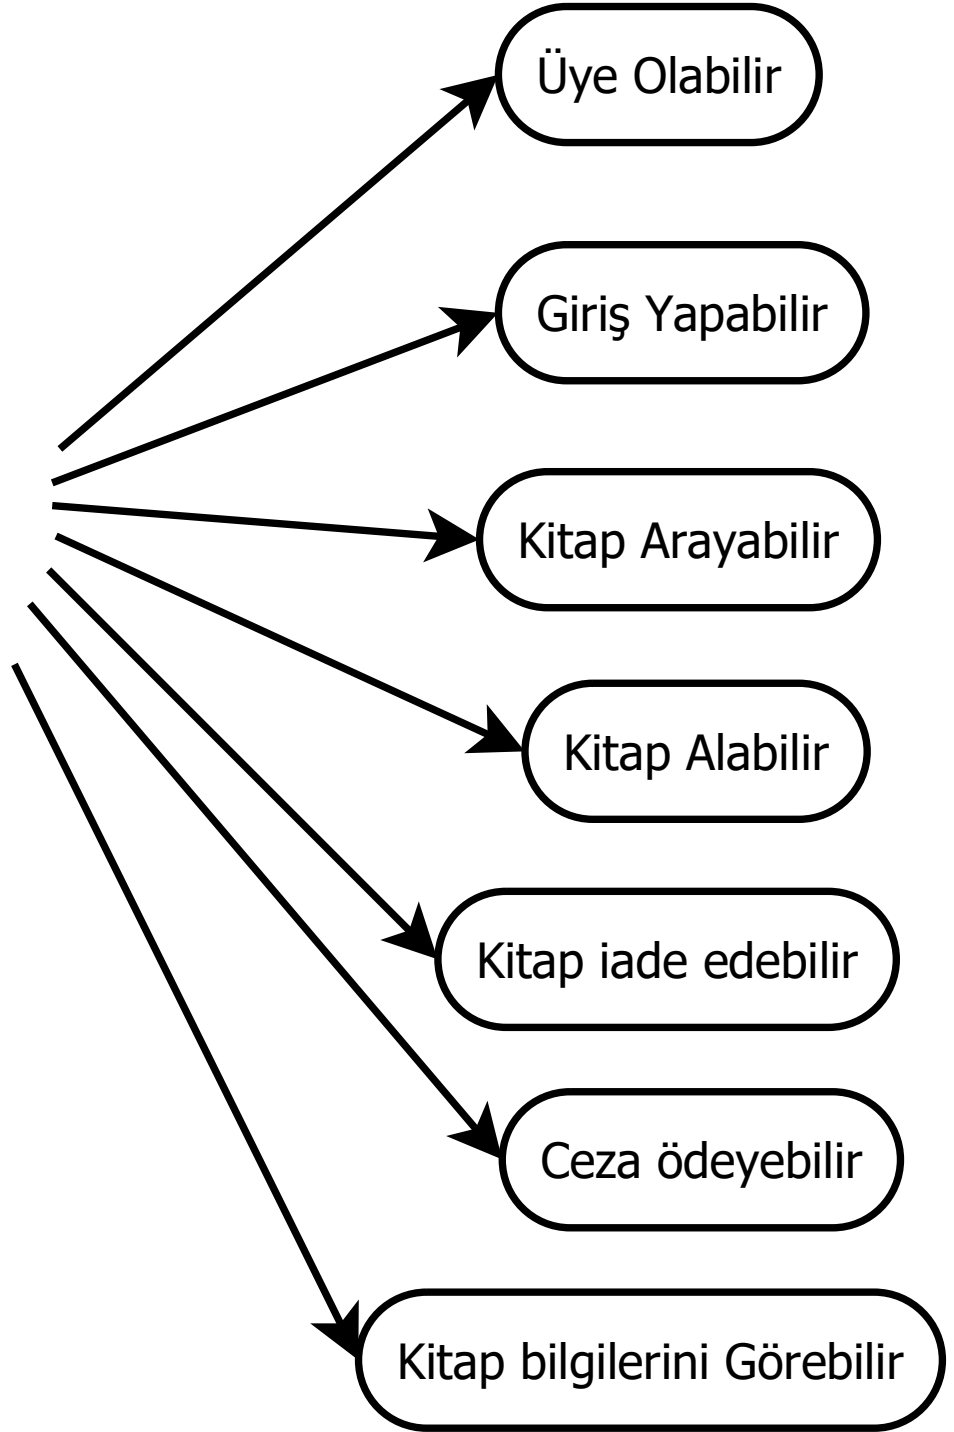 Üye Olabilir
Giriş Yapabilir
Kitap Arayabilir
Kitap Alabilir
Kitap iade edebilir
Ceza ödeyebilir
Kitap bilgilerini Görebilir